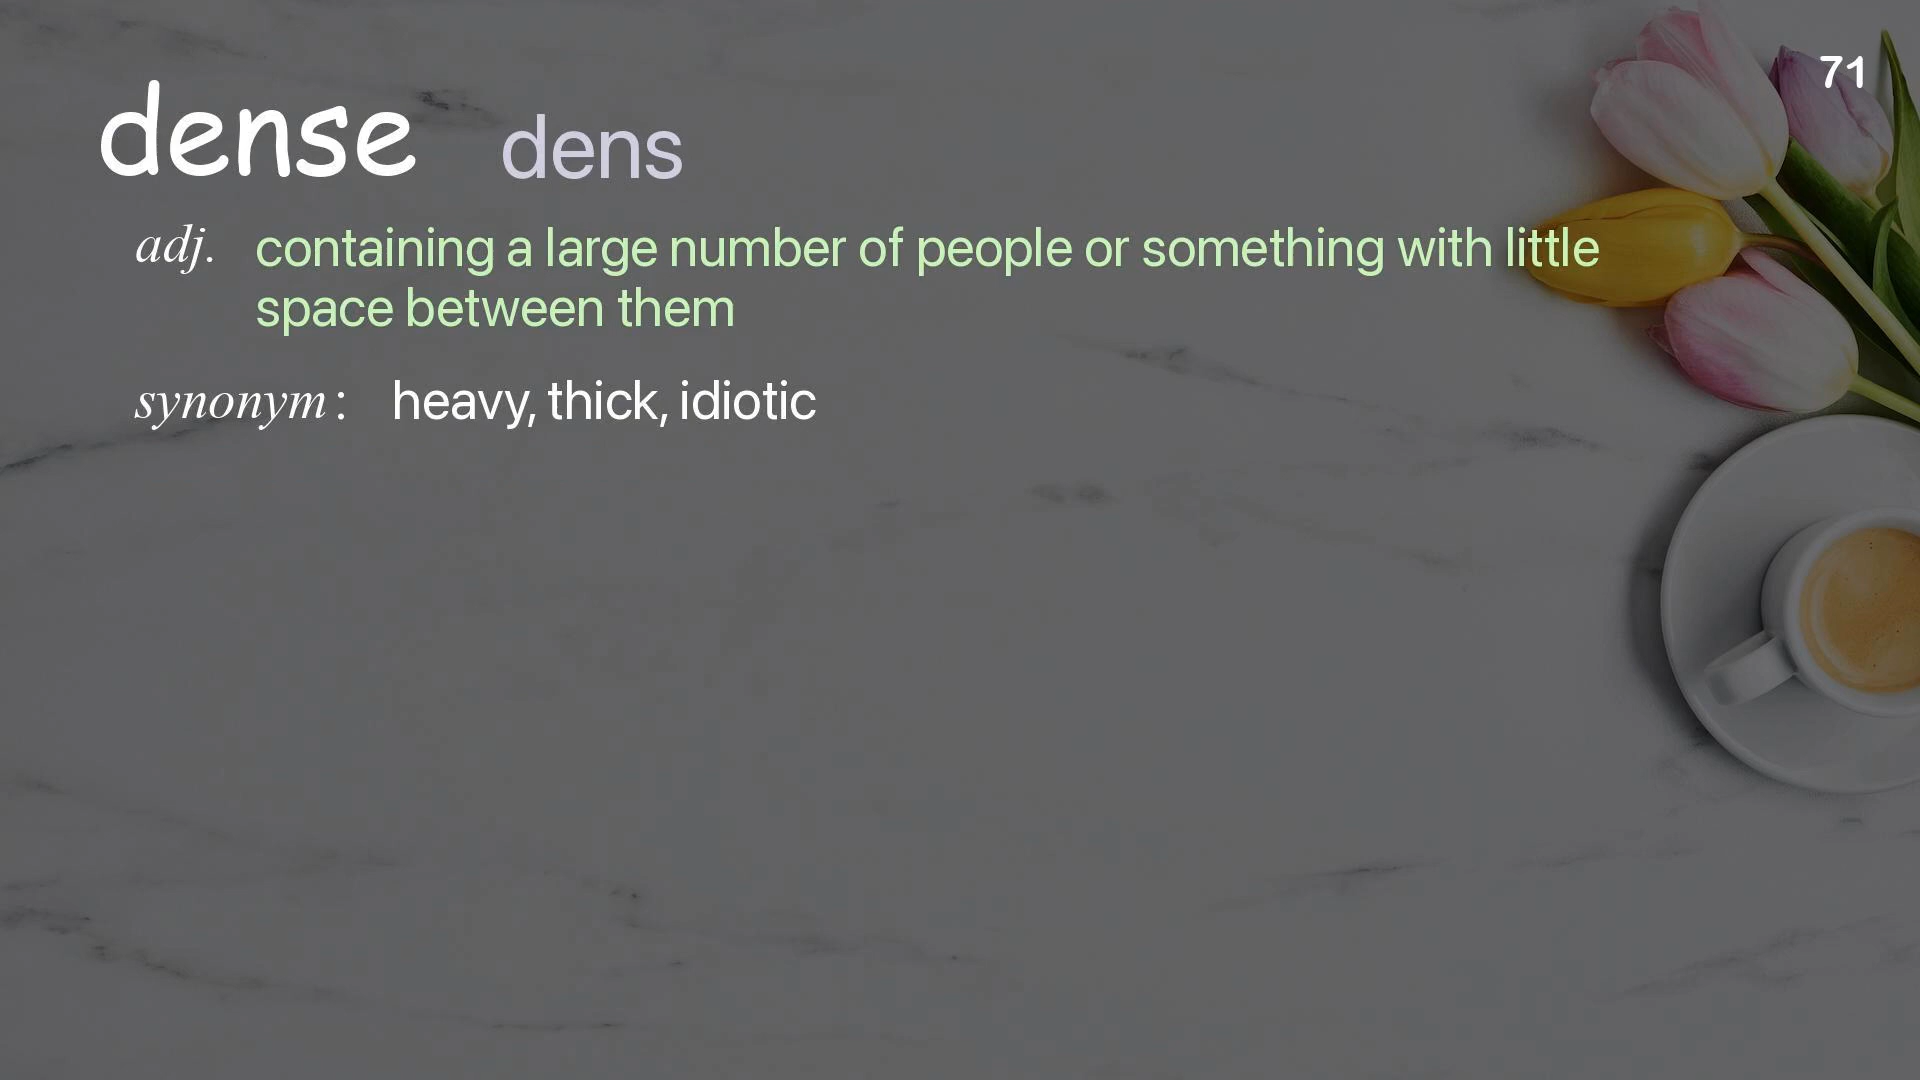 71
dense dens
adj. containing a large number of people or something with little
space between them
synonym: heavy, thick, idiotic